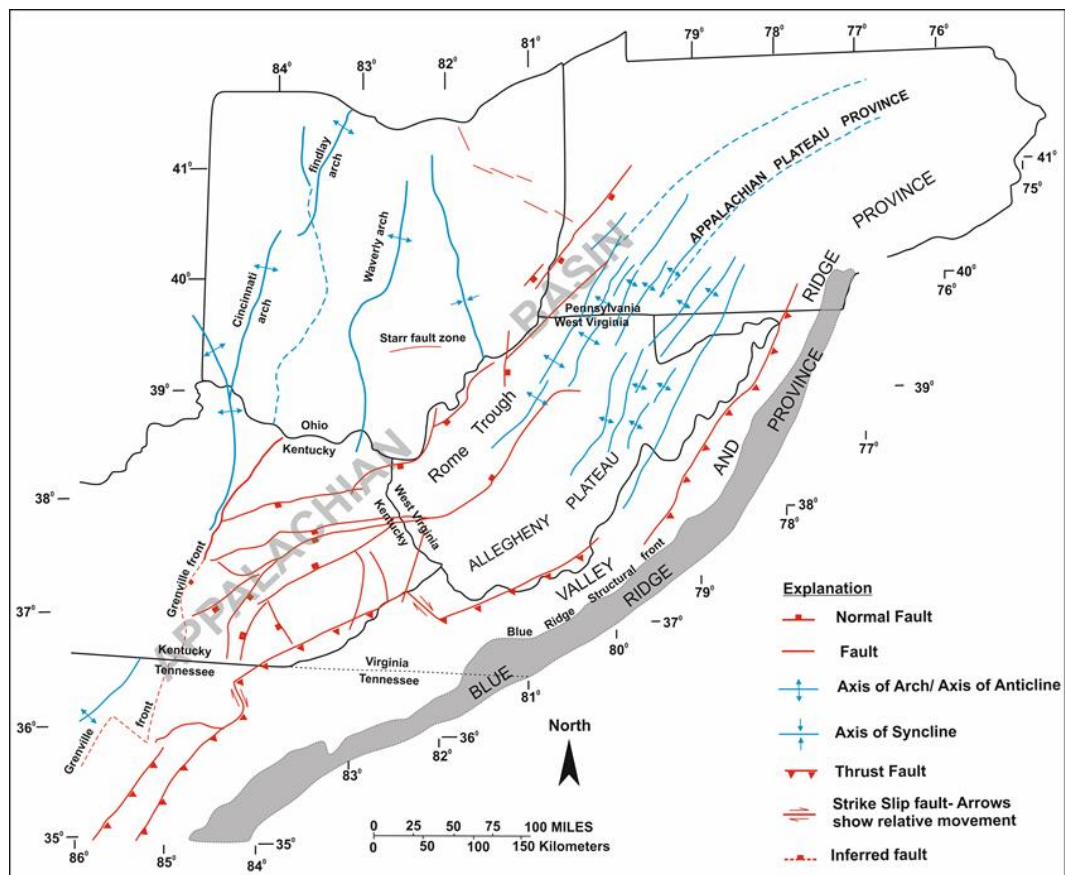 84°
83°
82°
81°
79°
78°
77°
76°
41°
40°
39°
38°
37°
36°
35°
86°
85°
84°
83°
82°
36°
35°
81°
80°
37°
79°
38°
78°
77°
39°
40°
76°
41°
75°
findlay
arch
Waverly arch
Cincinnati
arch
Starr fault zone
APPALACHIAN BASIN
APPALACHIAN PLATEAU PROVINCE
Pennsylvania
West Virginia
Ohio
Kentucky
Rome Trough
West Virginia
Kentucky
ALLEGHENY PLATEAU
VALLEY AND RIDGE PROVINCE
Blue Ridge Structural front
BLUE RIDGE PROVINCE
Grenville front
Kentucky
Tennessee
Virginia
Tennessee
Grenville front
North
0 25 50 75 100 MILES
0 50 100 150 Kilometers
Explanation
Normal Fault
Fault
Axis of Arch/ Axis of Anticline
Axis of Syncline
Thrust Fault
Strike Slip fault- Arrows
show relative movement
Inferred fault